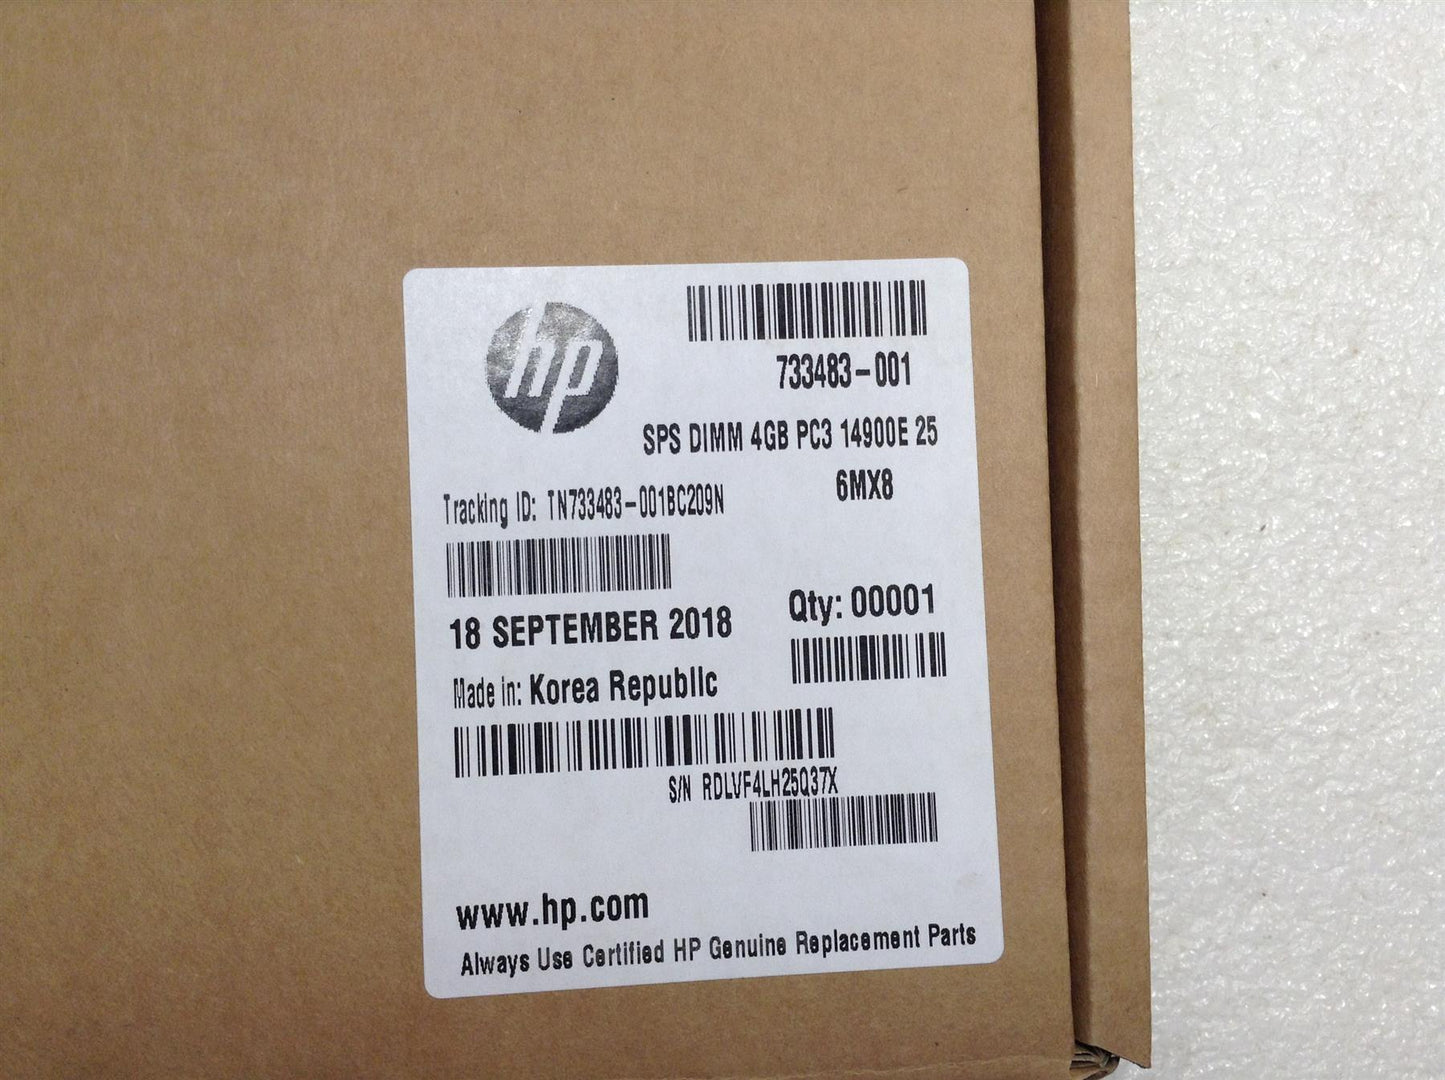 hp
733483-001
SPS DIMM 4GB PC3 14900E 25
6MX8
Tracking ID: TN733483-001BC209N
18 SEPTEMBER 2018
Qty: 00001
Made in: Korea Republic
S/N RDLVF4LH25Q37X
www.hp.com
Always Use Certified HP Genuine Replacement Parts